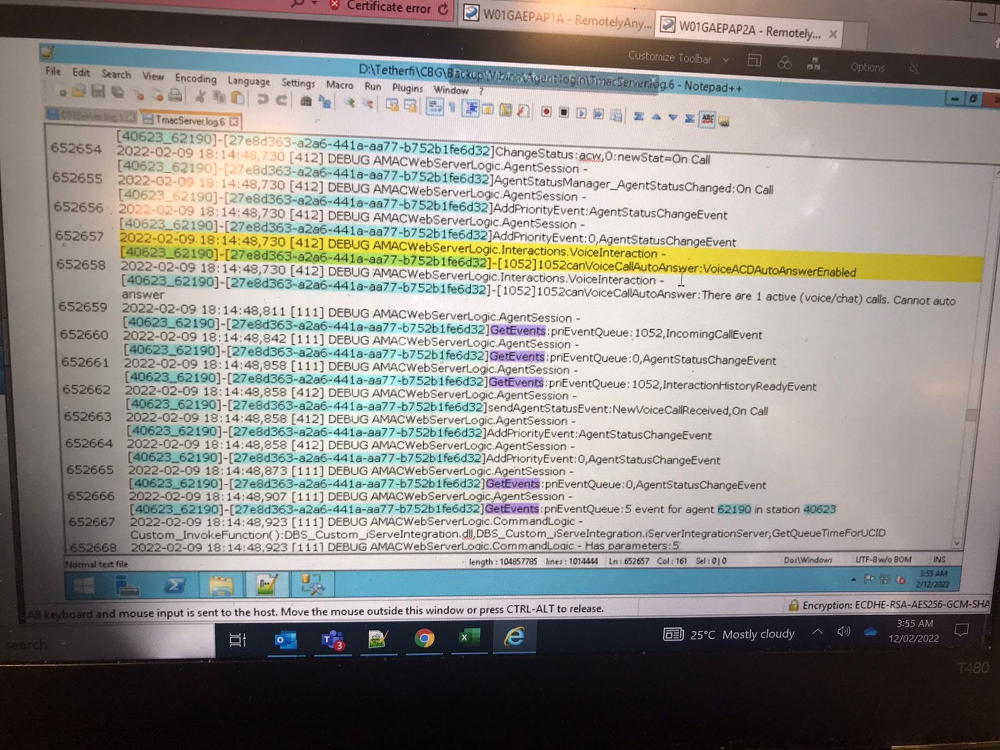 Certificate error
W01GAEPAP1A - RemotelyAny...
W01GAEPAP2A - Remotely...
Customize Toolbar
Options
D:\Tetherfi\CBG\Backup\Vibin\Agent login\TmacServer.log.6 - Notepad++
File Edit Search View Encoding Language Settings Macro Run Plugins Window ?
CTIServer.log.1
TmacServer.log.6
[40623_62190]-[27e8d363-a2a6-441a-aa77-b752b1fe6d32]ChangeStatus:acw,0:newStat=On Call
652654 2022-02-09 18:14:48,730 [412] DEBUG AMACWebServerLogic.AgentSession -
[40623_62190]-[27e8d363-a2a6-441a-aa77-b752b1fe6d32]AgentStatusManager_AgentStatusChanged:On Call
652655 2022-02-09 18:14:48,730 [412] DEBUG AMACWebServerLogic.AgentSession -
[40623_62190]-[27e8d363-a2a6-441a-aa77-b752b1fe6d32]AddPriorityEvent:AgentStatusChangeEvent
652656 2022-02-09 18:14:48,730 [412] DEBUG AMACWebServerLogic.AgentSession -
[40623_62190]-[27e8d363-a2a6-441a-aa77-b752b1fe6d32]AddPriorityEvent:0,AgentStatusChangeEvent
652657 2022-02-09 18:14:48,730 [412] DEBUG AMACWebServerLogic.Interactions.VoiceInteraction -
[40623_62190]-[27e8d363-a2a6-441a-aa77-b752b1fe6d32]-[1052]1052canVoiceCallAutoAnswer:VoiceACDAutoAnswerEnabled
652658 2022-02-09 18:14:48,730 [412] DEBUG AMACWebServerLogic.Interactions.VoiceInteraction -
[40623_62190]-[27e8d363-a2a6-441a-aa77-b752b1fe6d32]-[1052]1052canVoiceCallAutoAnswer:There are 1 active (voice/chat) calls. Cannot auto
answer
652659 2022-02-09 18:14:48,811 [111] DEBUG AMACWebServerLogic.AgentSession -
[40623_62190]-[27e8d363-a2a6-441a-aa77-b752b1fe6d32]GetEvents:priEventQueue:1052,IncomingCallEvent
652660 2022-02-09 18:14:48,842 [111] DEBUG AMACWebServerLogic.AgentSession -
[40623_62190]-[27e8d363-a2a6-441a-aa77-b752b1fe6d32]GetEvents:priEventQueue:0,AgentStatusChangeEvent
652661 2022-02-09 18:14:48,858 [111] DEBUG AMACWebServerLogic.AgentSession -
[40623_62190]-[27e8d363-a2a6-441a-aa77-b752b1fe6d32]GetEvents:priEventQueue:1052,InteractionHistoryReadyEvent
652662 2022-02-09 18:14:48,858 [412] DEBUG AMACWebServerLogic.AgentSession -
[40623_62190]-[27e8d363-a2a6-441a-aa77-b752b1fe6d32]sendAgentStatusEvent:NewVoiceCallReceived,On Call
652663 2022-02-09 18:14:48,858 [412] DEBUG AMACWebServerLogic.AgentSession -
[40623_62190]-[27e8d363-a2a6-441a-aa77-b752b1fe6d32]AddPriorityEvent:AgentStatusChangeEvent
652664 2022-02-09 18:14:48,858 [412] DEBUG AMACWebServerLogic.AgentSession -
[40623_62190]-[27e8d363-a2a6-441a-aa77-b752b1fe6d32]AddPriorityEvent:0,AgentStatusChangeEvent
652665 2022-02-09 18:14:48,873 [111] DEBUG AMACWebServerLogic.AgentSession -
[40623_62190]-[27e8d363-a2a6-441a-aa77-b752b1fe6d32]GetEvents:priEventQueue:0,AgentStatusChangeEvent
652666 2022-02-09 18:14:48,907 [111] DEBUG AMACWebServerLogic.AgentSession -
[40623_62190]-[27e8d363-a2a6-441a-aa77-b752b1fe6d32]GetEvents:priEventQueue:5 event for agent 62190 in station 40623
652667 2022-02-09 18:14:48,923 [111] DEBUG AMACWebServerLogic.CommandLogic -
Custom_InvokeFunction():DBS_Custom_iServeIntegration.dll,DBS_Custom_iServeIntegration.iServerIntegrationServer,GetQueueTimeForUCID
652668 2022-02-09 18:14:48,923 [111] DEBUG AMACWebServerLogic.CommandLogic - Has parameters:5
Normal text file length : 104857785 lines : 1014444 Ln : 652657 Col : 161 Sel : 0 | 0 Dos\Windows UTF-8 w/o BOM INS
3:55 AM
2/12/2022
All keyboard and mouse input is sent to the host. Move the mouse outside this window or press CTRL-ALT to release.
Encryption: ECDHE-RSA-AES256-GCM-SHA
search
3
25°C Mostly cloudy
3:55 AM
12/02/2022
T480